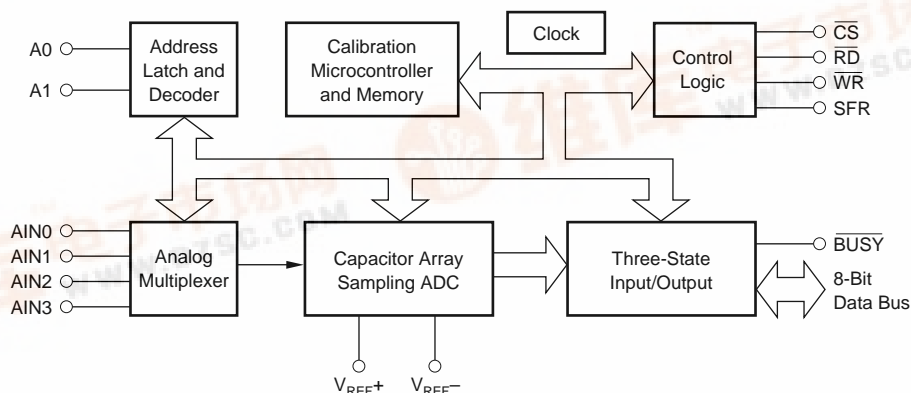 A0
A1
Address
Latch and
Decoder
Calibration
Microcontroller
and Memory
Clock
Control
Logic
CS
RD
WR
SFR
AIN0
AIN1
AIN2
AIN3
Analog
Multiplexer
Capacitor Array
Sampling ADC
Three-State
Input/Output
BUSY
8-Bit
Data Bus
VREF+
VREF–